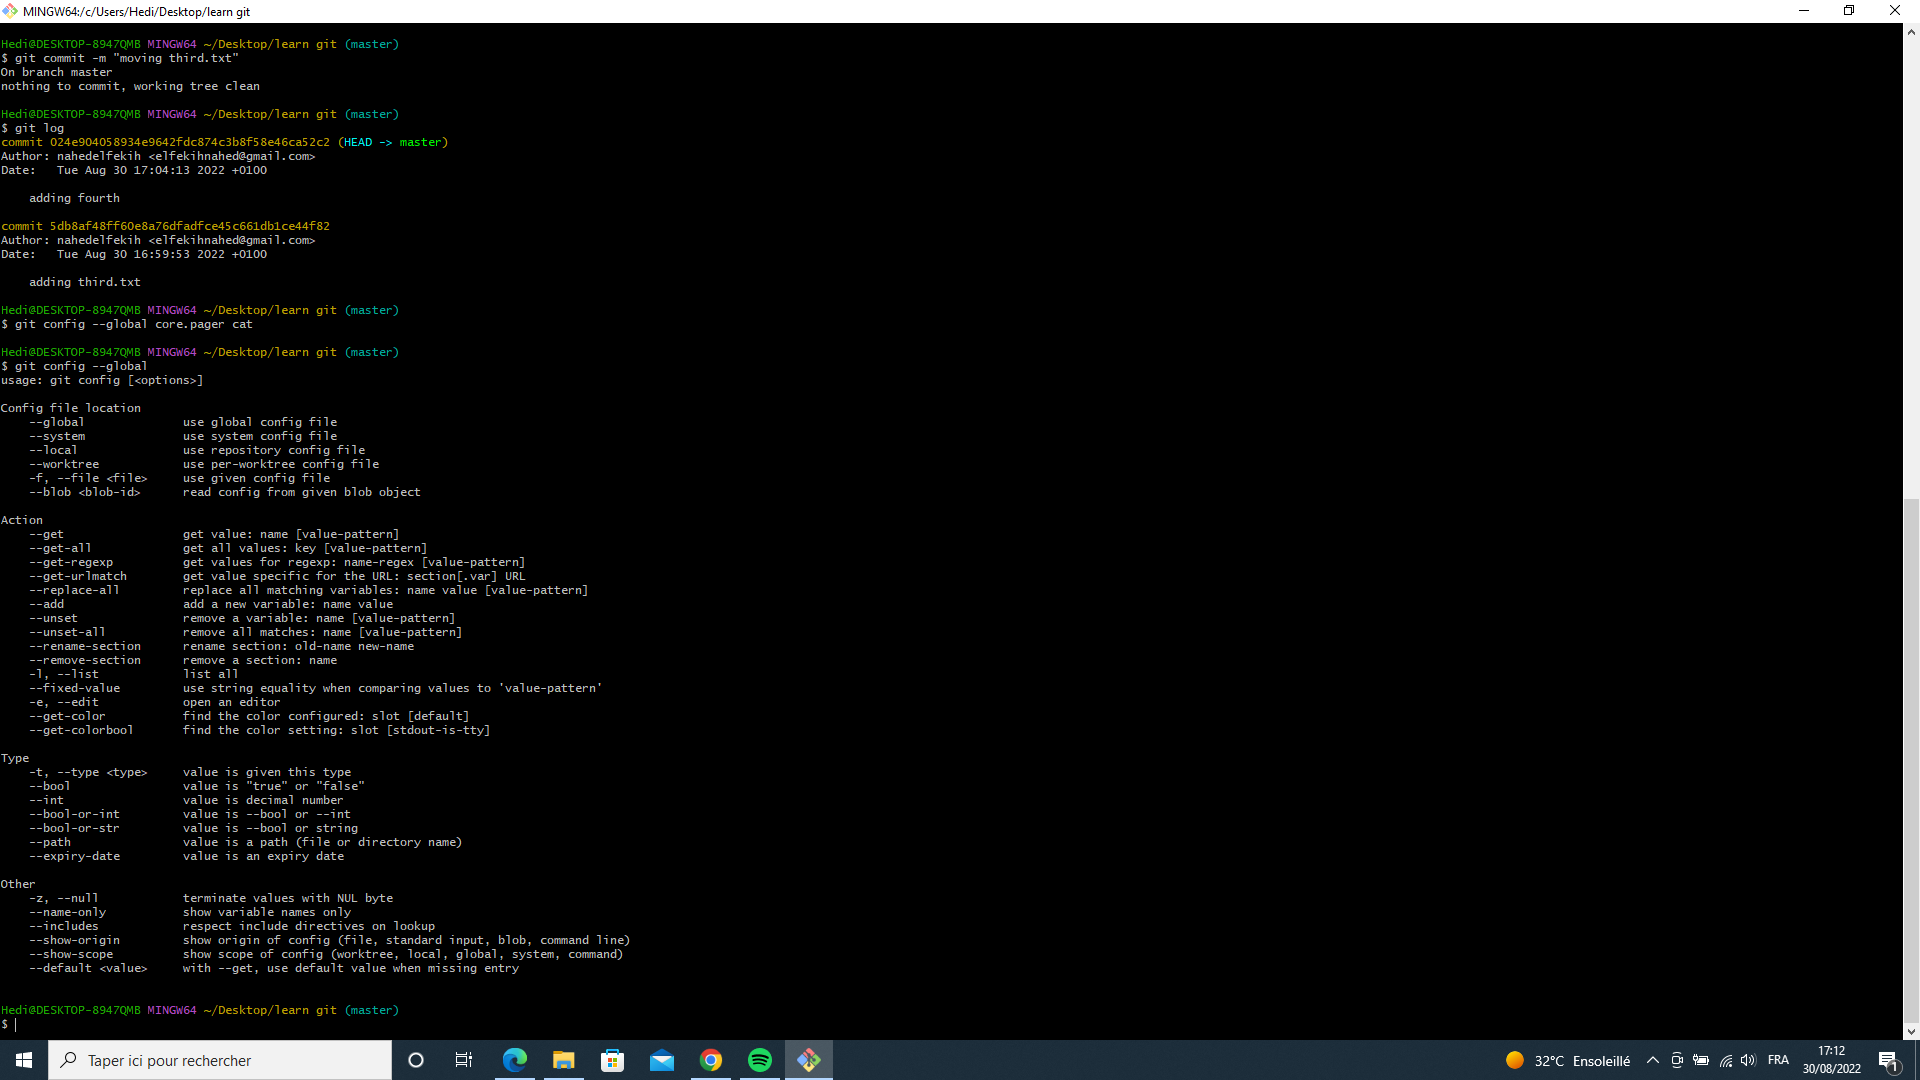 MINGW64:/c/Users/Hedi/Desktop/learn git
Hedi@DESKTOP-8947QMB MINGW64 ~/Desktop/learn git (master)
$ git commit -m "moving third.txt"
On branch master
nothing to commit, working tree clean
Hedi@DESKTOP-8947QMB MINGW64 ~/Desktop/learn git (master)
$ git log
commit 024e904058934e9642fdc874c3b8f58e46ca52c2 (HEAD -> master)
Author: nahedelfekih <elfekihnahed@gmail.com>
Date:   Tue Aug 30 17:04:13 2022 +0100
    adding fourth
commit 5db8af48ff60e8a76dfadfce45c661db1ce44f82
Author: nahedelfekih <elfekihnahed@gmail.com>
Date:   Tue Aug 30 16:59:53 2022 +0100
    adding third.txt
Hedi@DESKTOP-8947QMB MINGW64 ~/Desktop/learn git (master)
$ git config --global core.pager cat
Hedi@DESKTOP-8947QMB MINGW64 ~/Desktop/learn git (master)
$ git config --global
usage: git config [<options>]
Config file location
    --global              use global config file
    --system              use system config file
    --local               use repository config file
    --worktree            use per-worktree config file
    -f, --file <file>     use given config file
    --blob <blob-id>      read config from given blob object
Action
    --get                 get value: name [value-pattern]
    --get-all             get all values: key [value-pattern]
    --get-regexp          get values for regexp: name-regex [value-pattern]
    --get-urlmatch        get value specific for the URL: section[.var] URL
    --replace-all         replace all matching variables: name value [value-pattern]
    --add                 add a new variable: name value
    --unset               remove a variable: name [value-pattern]
    --unset-all           remove all matches: name [value-pattern]
    --rename-section      rename section: old-name new-name
    --remove-section      remove a section: name
    -l, --list            list all
    --fixed-value         use string equality when comparing values to 'value-pattern'
    -e, --edit            open an editor
    --get-color           find the color configured: slot [default]
    --get-colorbool       find the color setting: slot [stdout-is-tty]
Type
    -t, --type <type>     value is given this type
    --bool                value is "true" or "false"
    --int                 value is decimal number
    --bool-or-int         value is --bool or --int
    --bool-or-str         value is --bool or string
    --path                value is a path (file or directory name)
    --expiry-date         value is an expiry date
Other
    -z, --null            terminate values with NUL byte
    --name-only           show variable names only
    --includes            respect include directives on lookup
    --show-origin         show origin of config (file, standard input, blob, command line)
    --show-scope          show scope of config (worktree, local, global, system, command)
    --default <value>     with --get, use default value when missing entry
Hedi@DESKTOP-8947QMB MINGW64 ~/Desktop/learn git (master)
$
Taper ici pour rechercher
32°C Ensoleillé
FRA
17:12
30/08/2022
1